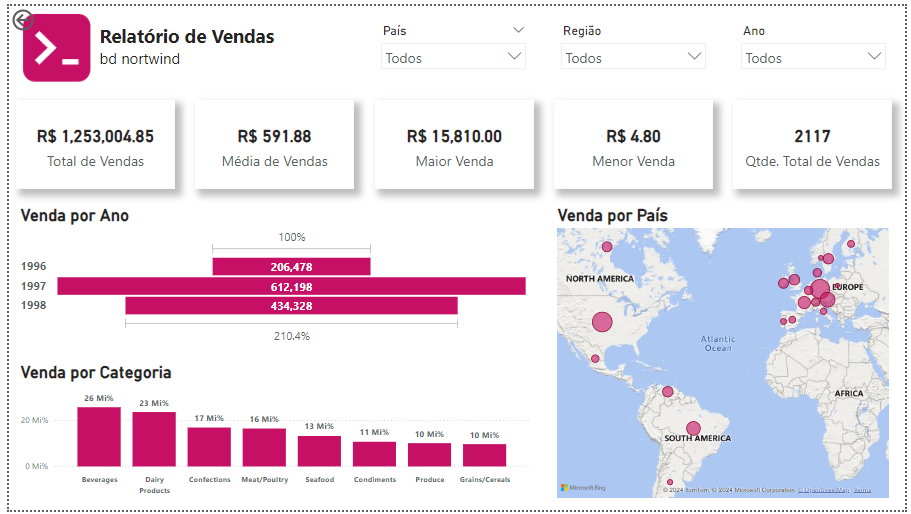 Relatório de Vendas
bd nortwind
País
Todos
Região
Todos
Ano
Todos
R$ 1,253,004.85
Total de Vendas
R$ 591.88
Média de Vendas
R$ 15,810.00
Maior Venda
R$ 4.80
Menor Venda
2117
Qtde. Total de Vendas
Venda por Ano
100%
1996 206,478
1997 612,198
1998 434,328
210.4%
Venda por Categoria
20 Mi%
0 Mi%
26 Mi%
23 Mi%
17 Mi%
16 Mi%
13 Mi%
11 Mi%
10 Mi%
10 Mi%
Beverages
Dairy
Products
Confections
Meat/Poultry
Seafood
Condiments
Produce
Grains/Cereals
Venda por País
NORTH AMERICA
EUROPE
Atlantic
Ocean
AFRICA
SOUTH AMERICA
Microsoft Bing
© 2024 TomTom, © 2024 Microsoft Corporation, © OpenStreetMap Terms